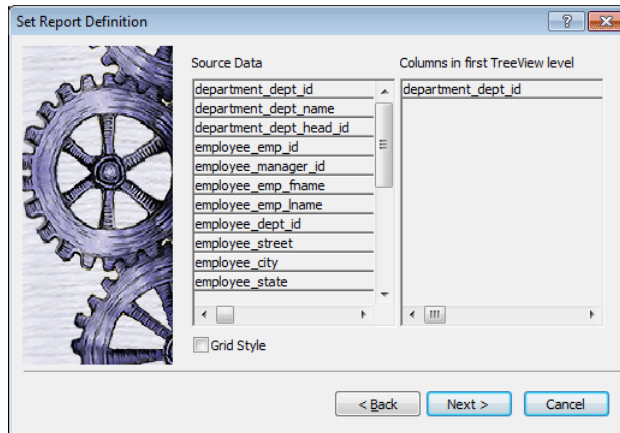 Set Report Definition
Source Data
department_dept_id
department_dept_name
department_dept_head_id
employee_emp_id
employee_manager_id
employee_emp_fname
employee_emp_lname
employee_dept_id
employee_street
employee_city
employee_state
Columns in first TreeView level
department_dept_id
Grid Style
< Back
Next >
Cancel